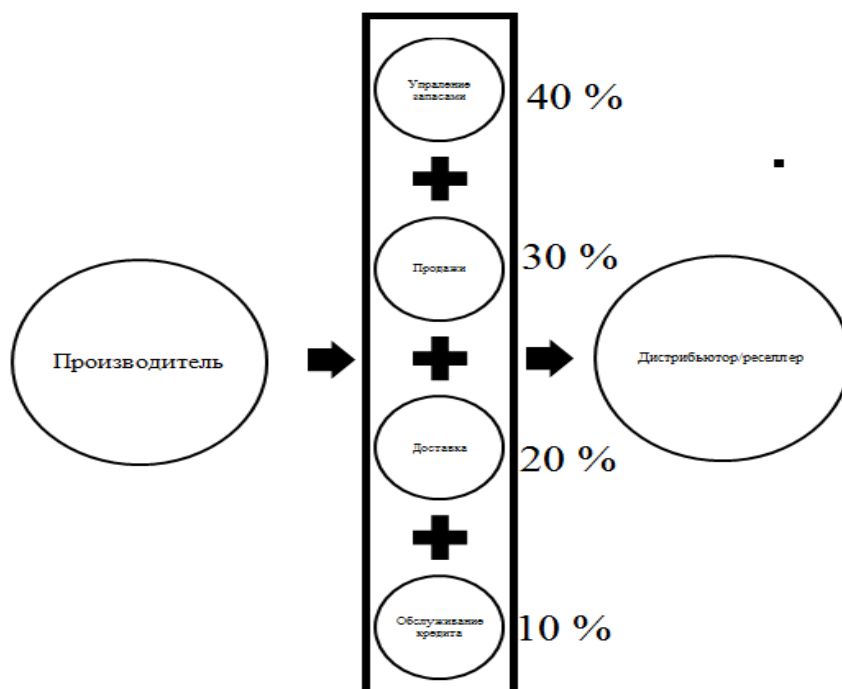 Упраление
запасами
40 %
Продажи
30 %
Производитель
Дистрибьютор/реселлер
Доставка
20 %
Обслуживание
кредита
10 %